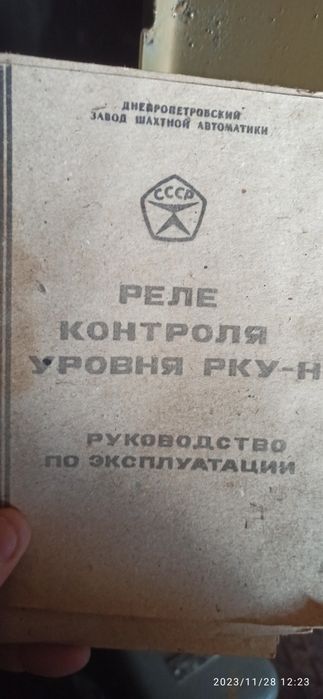 ДНЕПРОПЕТРОВСКИЙ
ЗАВОД ШАХТНОЙ АВТОМАТИКИ
СССР
РЕЛЕ
КОНТРОЛЯ
УРОВНЯ РКУ-Н
РУКОВОДСТВО
ПО ЭКСПЛУАТАЦИИ
2023/11/28 12:23